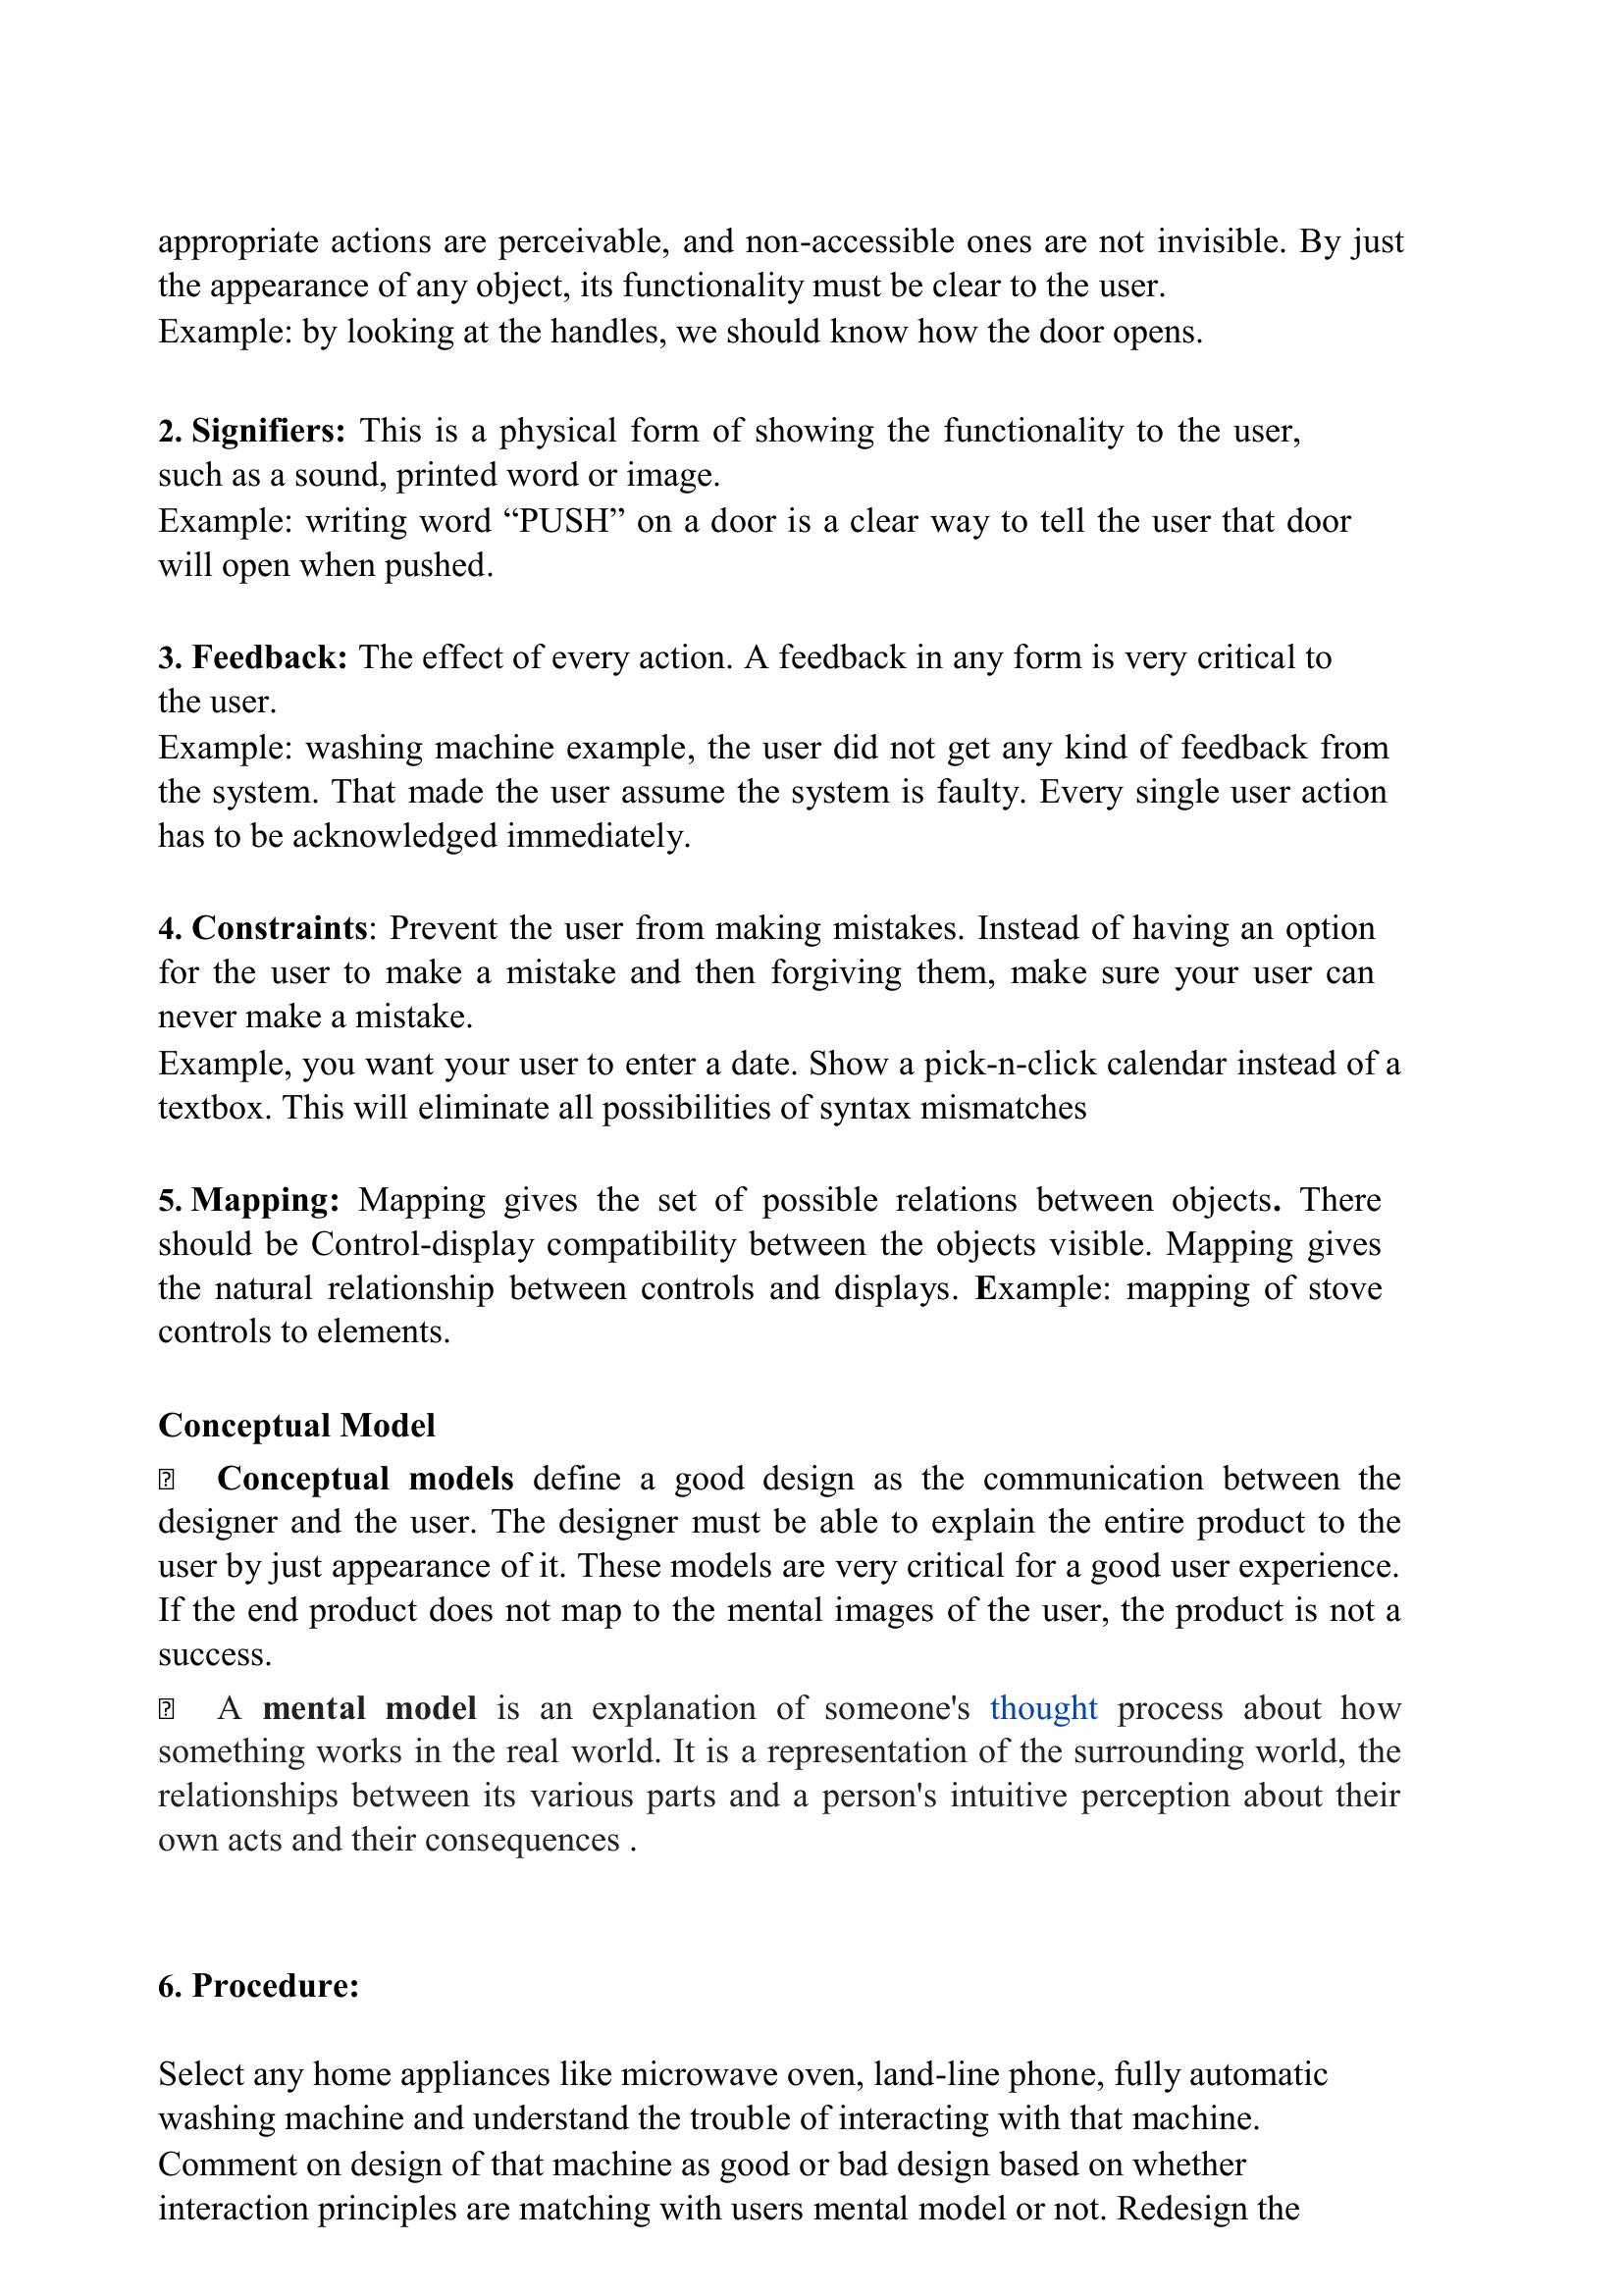 appropriate actions are perceivable, and non-accessible ones are not invisible. By just
the appearance of any object, its functionality must be clear to the user.
Example: by looking at the handles, we should know how the door opens.
2. Signifiers: This is a physical form of showing the functionality to the user,
such as a sound, printed word or image.
Example: writing word “PUSH” on a door is a clear way to tell the user that door
will open when pushed.
3. Feedback: The effect of every action. A feedback in any form is very critical to
the user.
Example: washing machine example, the user did not get any kind of feedback from
the system. That made the user assume the system is faulty. Every single user action
has to be acknowledged immediately.
4. Constraints: Prevent the user from making mistakes. Instead of having an option
for the user to make a mistake and then forgiving them, make sure your user can
never make a mistake.
Example, you want your user to enter a date. Show a pick-n-click calendar instead of a
textbox. This will eliminate all possibilities of syntax mismatches
5. Mapping: Mapping gives the set of possible relations between objects. There
should be Control-display compatibility between the objects visible. Mapping gives
the natural relationship between controls and displays. Example: mapping of stove
controls to elements.
Conceptual Model
Conceptual models define a good design as the communication between the
designer and the user. The designer must be able to explain the entire product to the
user by just appearance of it. These models are very critical for a good user experience.
If the end product does not map to the mental images of the user, the product is not a
success.
A mental model is an explanation of someone's thought process about how
something works in the real world. It is a representation of the surrounding world, the
relationships between its various parts and a person's intuitive perception about their
own acts and their consequences .
6. Procedure:
Select any home appliances like microwave oven, land-line phone, fully automatic
washing machine and understand the trouble of interacting with that machine.
Comment on design of that machine as good or bad design based on whether
interaction principles are matching with users mental model or not. Redesign the